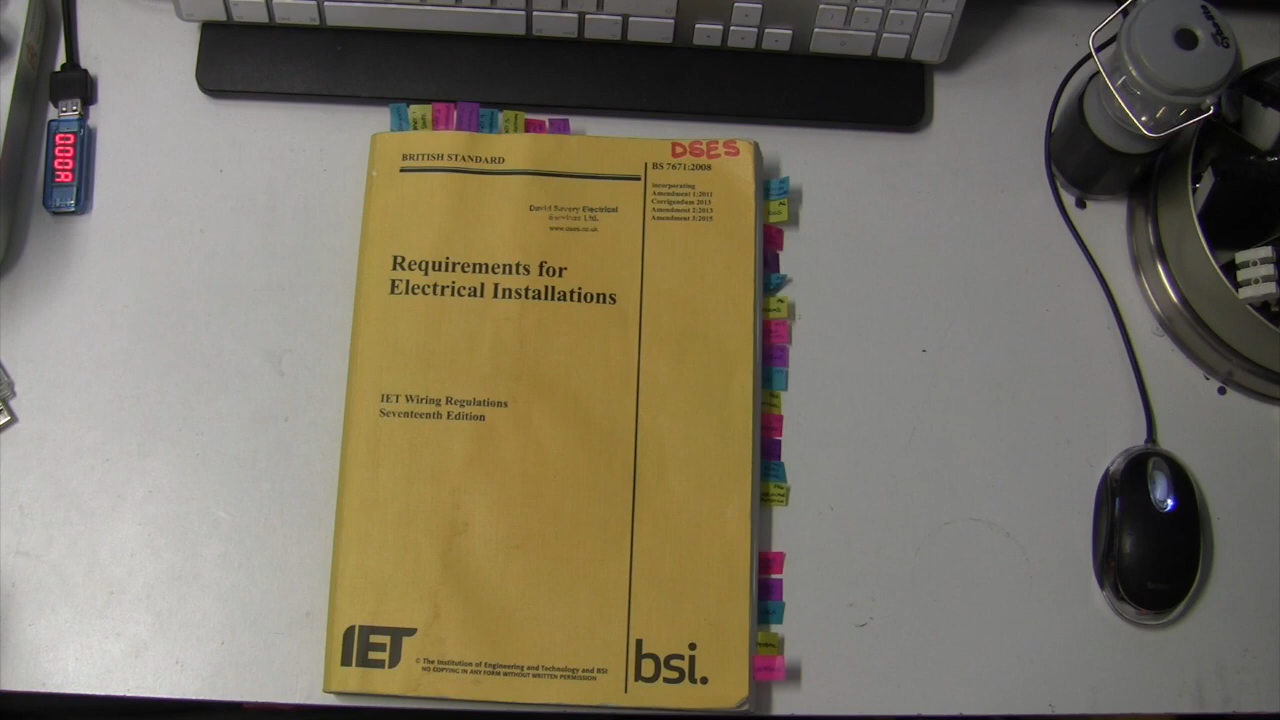 DSES
BRITISH STANDARD
BS 7671:2008
incorporating
Amendment 1:2011
Corrigendum 2013
Amendment 2:2013
Amendment 3:2015
David Savery Electrical
Services Ltd.
www.dses.co.uk
Requirements for
Electrical Installations
IET Wiring Regulations
Seventeenth Edition
IET
© The Institution of Engineering and Technology and BSI
NO COPYING IN ANY FORM WITHOUT WRITTEN PERMISSION
bsi.
0.00A